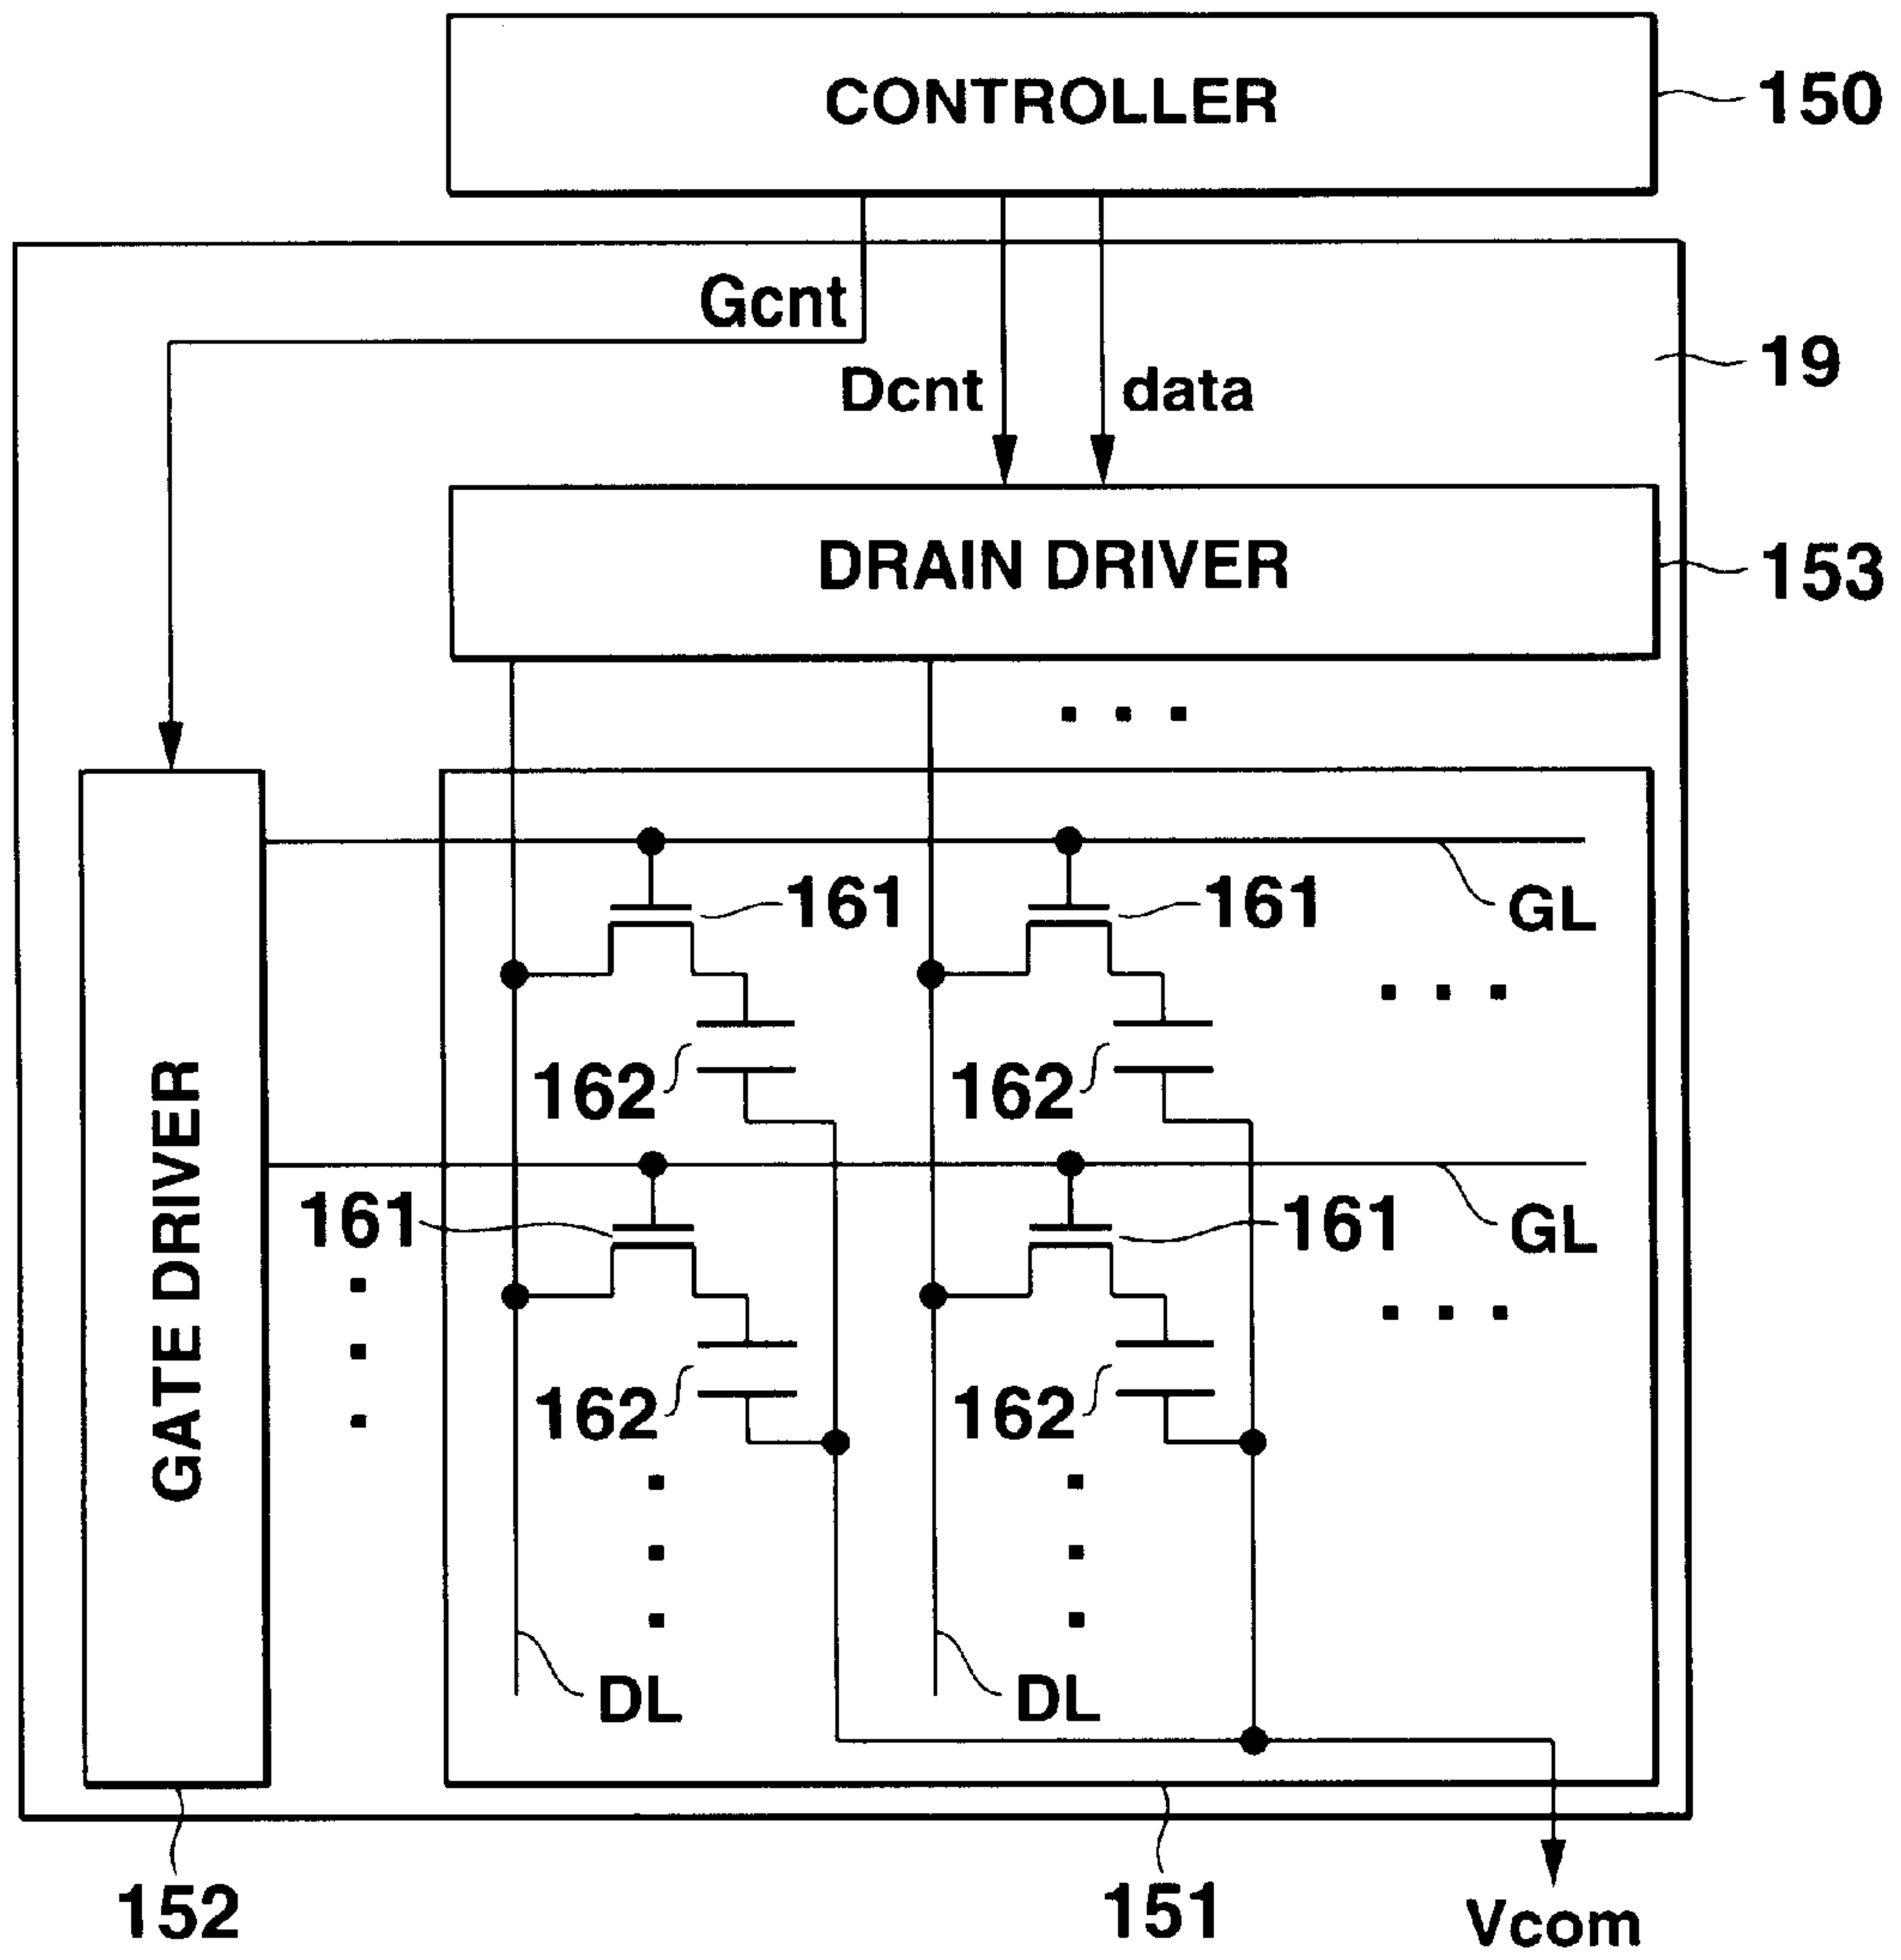 CONTROLLER
150
Gcnt
19
Dcnt
data
DRAIN DRIVER
153
161
161
GL
162
162
GATE DRIVER
161
161
GL
162
162
DL
DL
152
151
Vcom